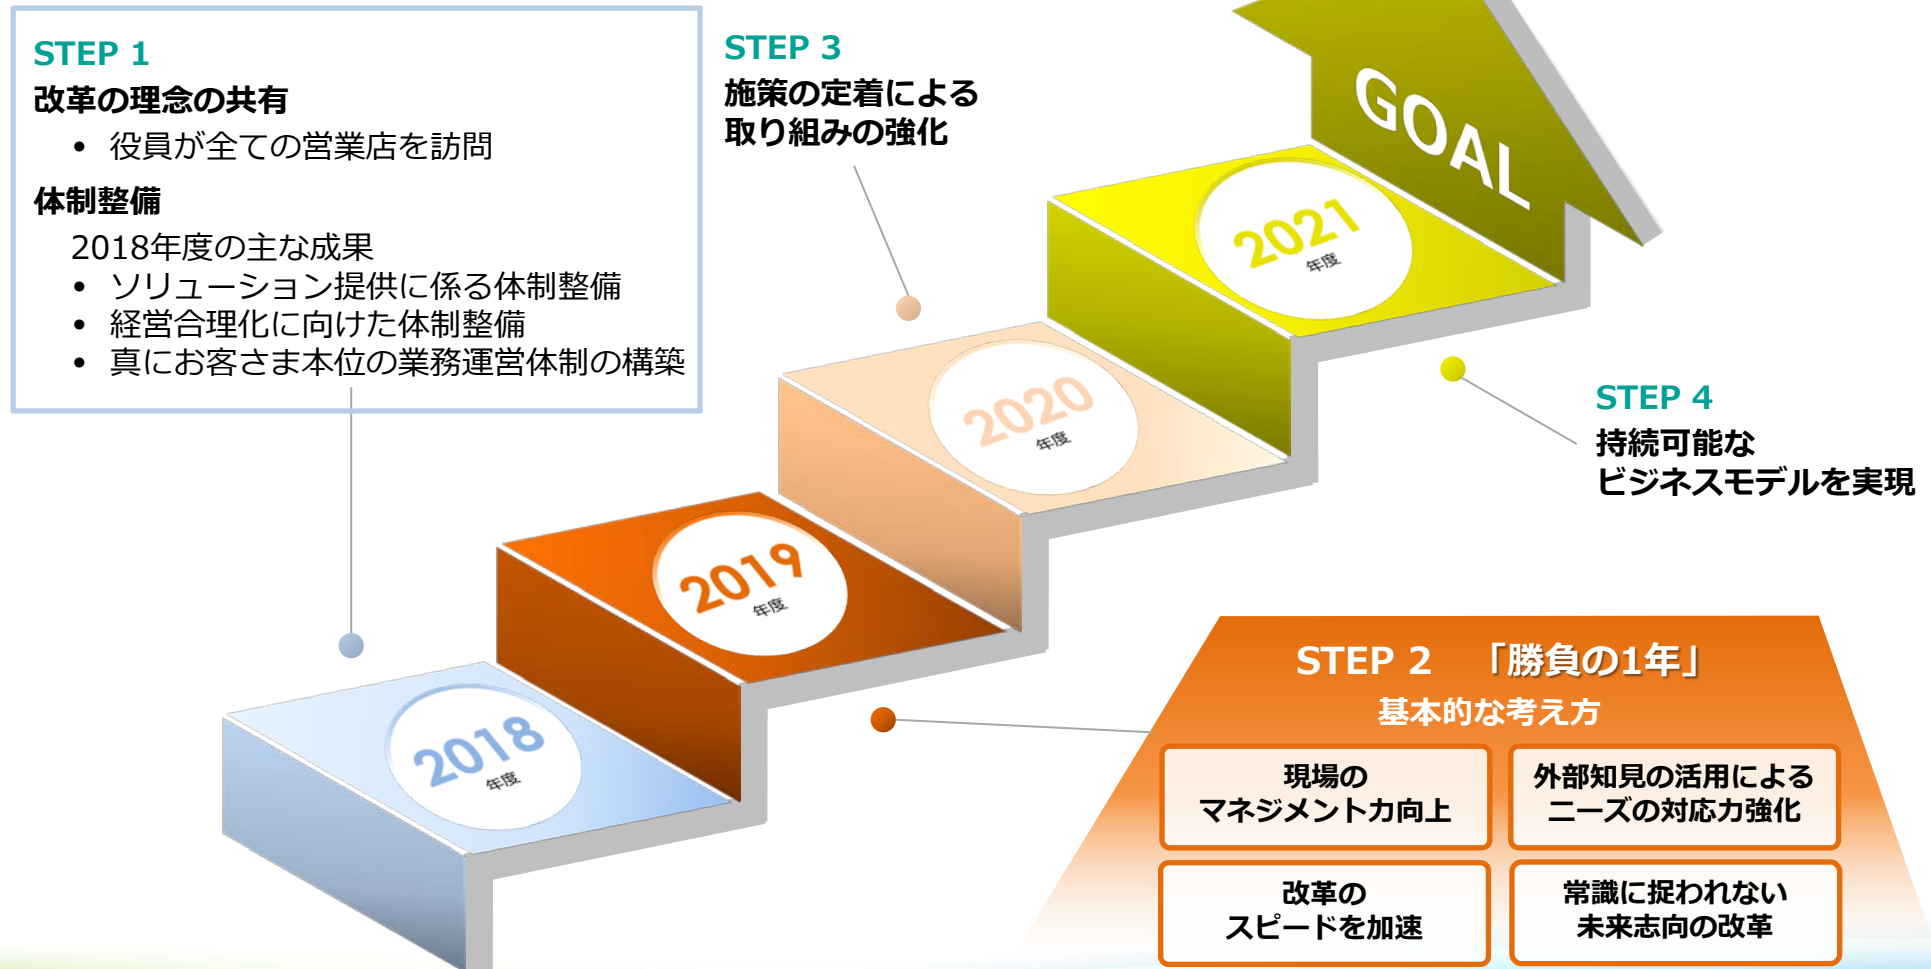 STEP 1
改革の理念の共有
• 役員が全ての営業店を訪問
体制整備
2018年度の主な成果
• ソリューション提供に係る体制整備
• 経営合理化に向けた体制整備
• 真にお客さま本位の業務運営体制の構築
STEP 3
施策の定着による
取り組みの強化
GOAL
2021
年度
STEP 4
持続可能な
ビジネスモデルを実現
2020
年度
2019
年度
2018
年度
STEP 2 「勝負の1年」
基本的な考え方
現場の
マネジメント力向上
外部知見の活用による
ニーズの対応力強化
改革の
スピードを加速
常識に捉われない
未来志向の改革